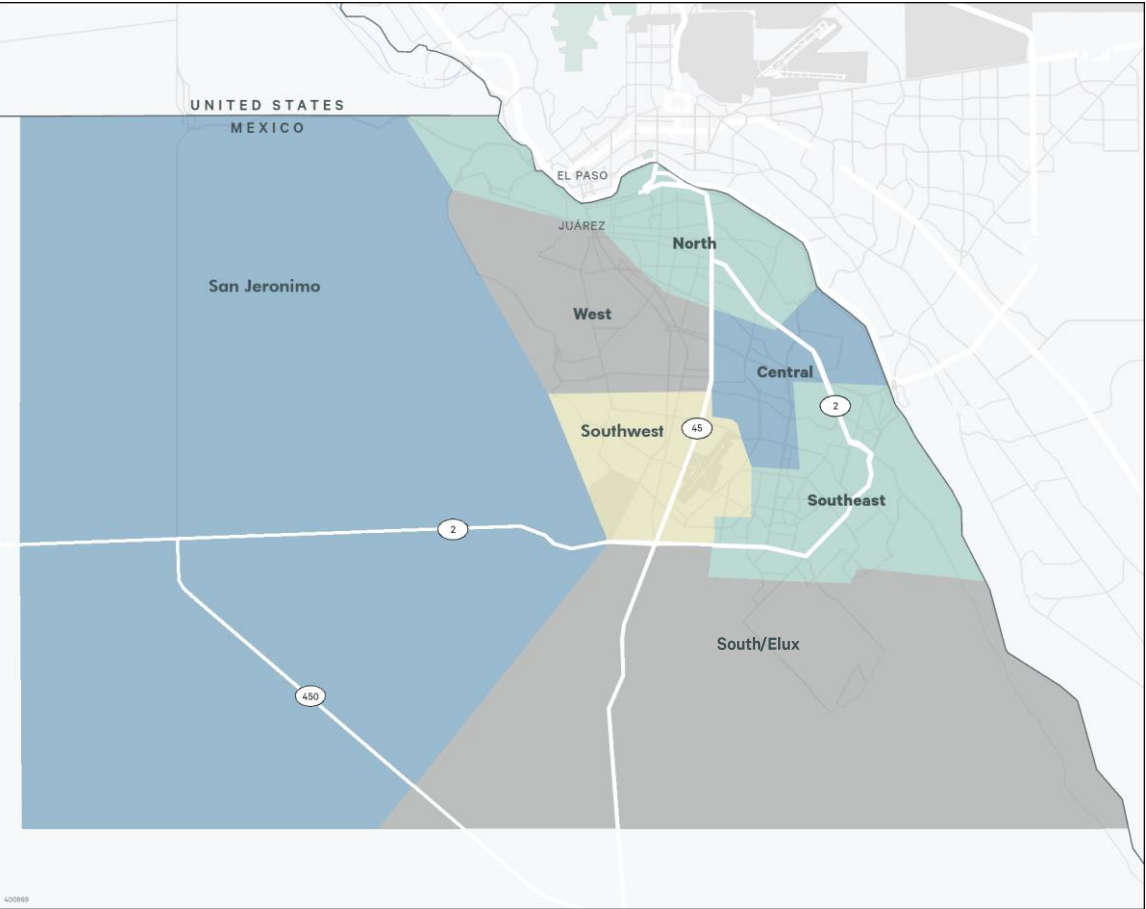 UNITED STATES
MEXICO
EL PASO
JUÁREZ
North
San Jeronimo
West
Central
2
45
Southwest
Southeast
2
South/Elux
450
400969